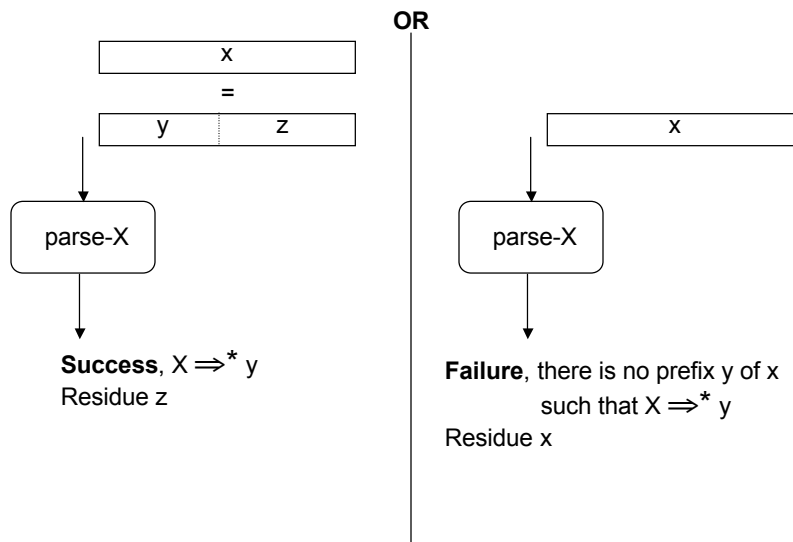 OR
x
=
y z
parse-X
Success, X ⇒* y
Residue z
x
parse-X
Failure, there is no prefix y of x
such that X ⇒* y
Residue x